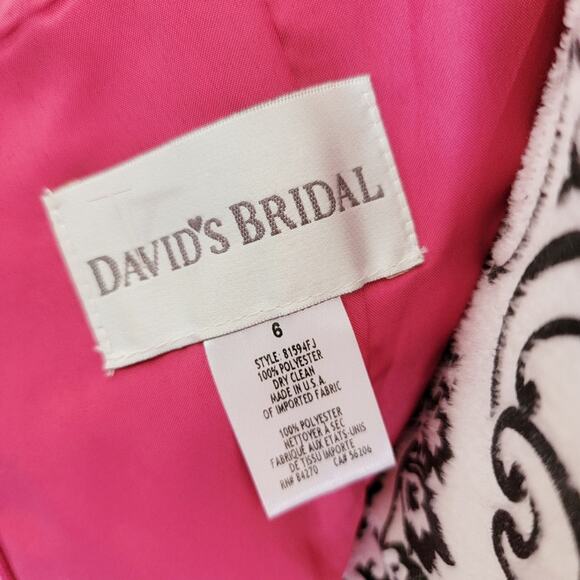 DAVID'S BRIDAL
6
STYLE: 81594FJ
100% POLYESTER
DRY CLEAN
MADE IN U.S.A.
OF IMPORTED FABRIC
100% POLYESTER
NETTOYER A SEC
FABRIQUÉ AUX ETATS-UNIS
DE TISSU IMPORTE
RN# 84270 CA# 56206